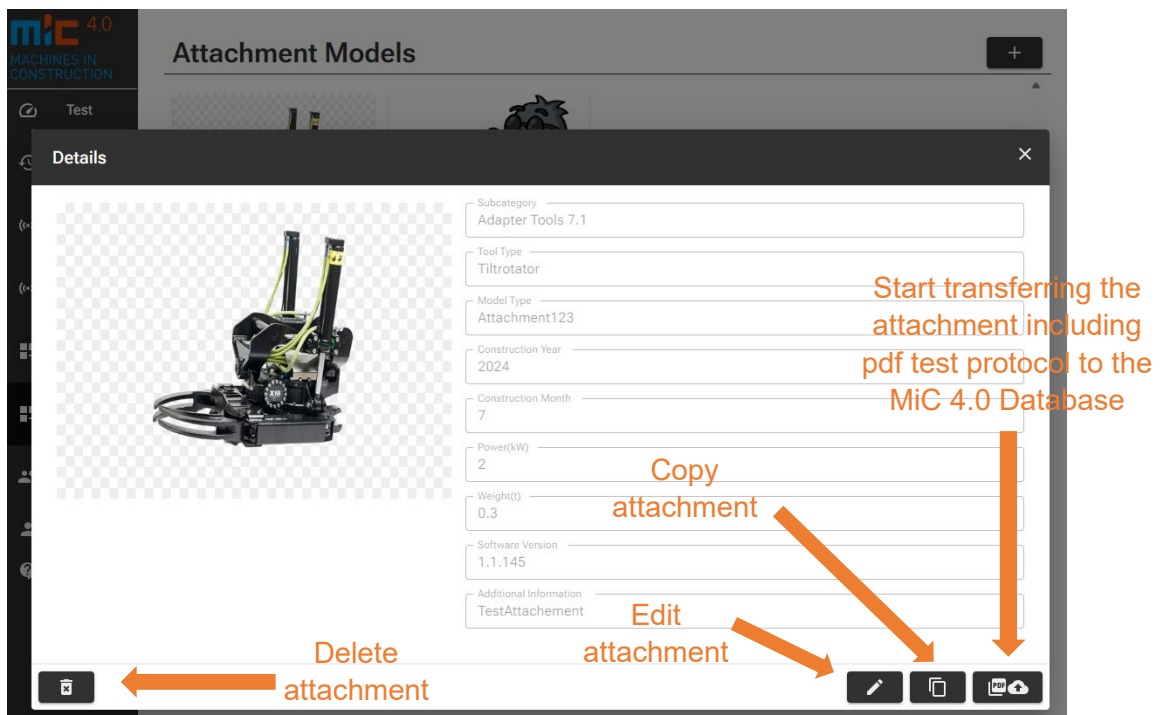 mic 4.0
MACHINES IN
CONSTRUCTION
Attachment Models
+
Test
Details
Subcategory
Adapter Tools 7.1
Tool Type
Tiltrotator
Model Type
Attachment123
Construction Year
2024
Construction Month
7
Power(kW)
2
Weight(t)
0.3
Software Version
1.1.145
Additional Information
TestAttachement
Start transferring the
attachment including
pdf test protocol to the
MiC 4.0 Database
Copy
attachment
Edit
attachment
Delete
attachment
PDF